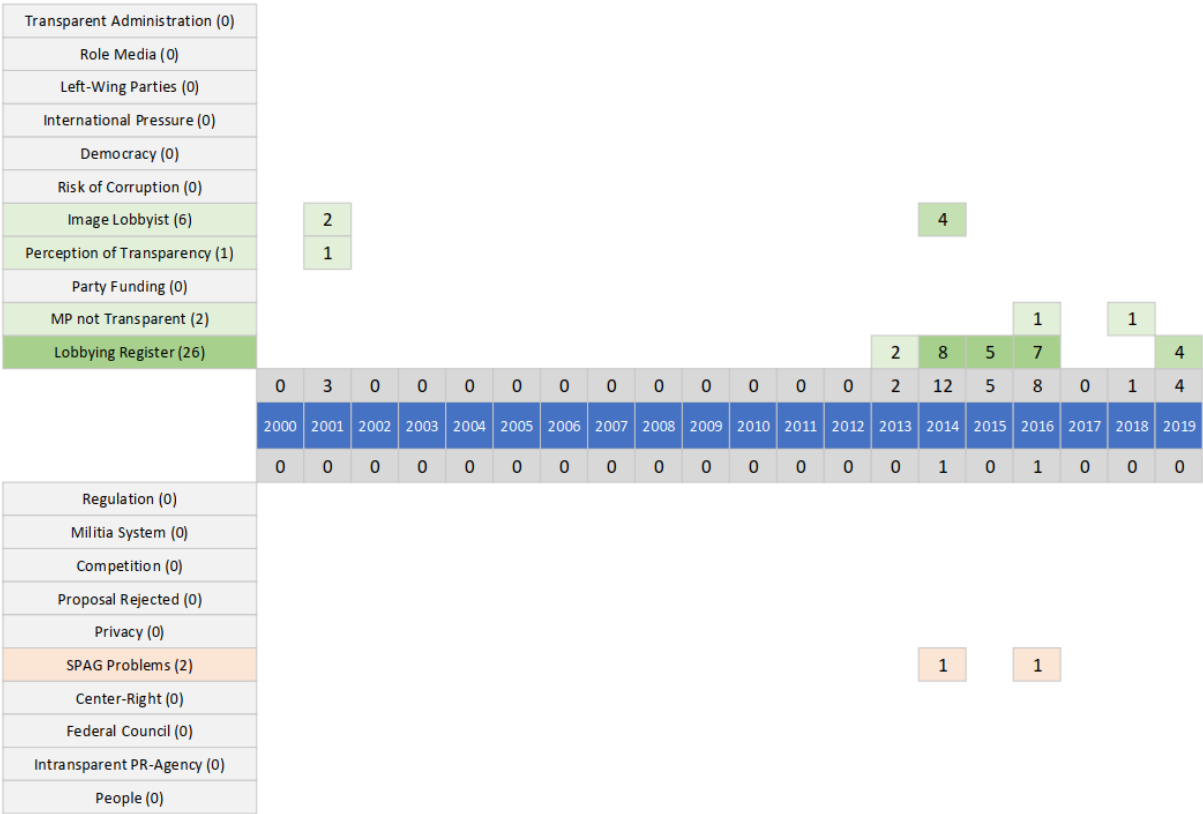 Transparent Administration (0)
Role Media (0)
Left-Wing Parties (0)
International Pressure (0)
Democracy (0)
Risk of Corruption (0)
Image Lobbyist (6) 2 4
Perception of Transparency (1) 1
Party Funding (0)
MP not Transparent (2) 1 1
Lobbying Register (26) 2 8 5 7 4
0 3 0 0 0 0 0 0 0 0 0 0 0 2 12 5 8 0 1 4
2000 2001 2002 2003 2004 2005 2006 2007 2008 2009 2010 2011 2012 2013 2014 2015 2016 2017 2018 2019
0 0 0 0 0 0 0 0 0 0 0 0 0 0 1 0 1 0 0 0
Regulation (0)
Militia System (0)
Competition (0)
Proposal Rejected (0)
Privacy (0)
SPAG Problems (2) 1 1
Center-Right (0)
Federal Council (0)
Intransparent PR-Agency (0)
People (0)